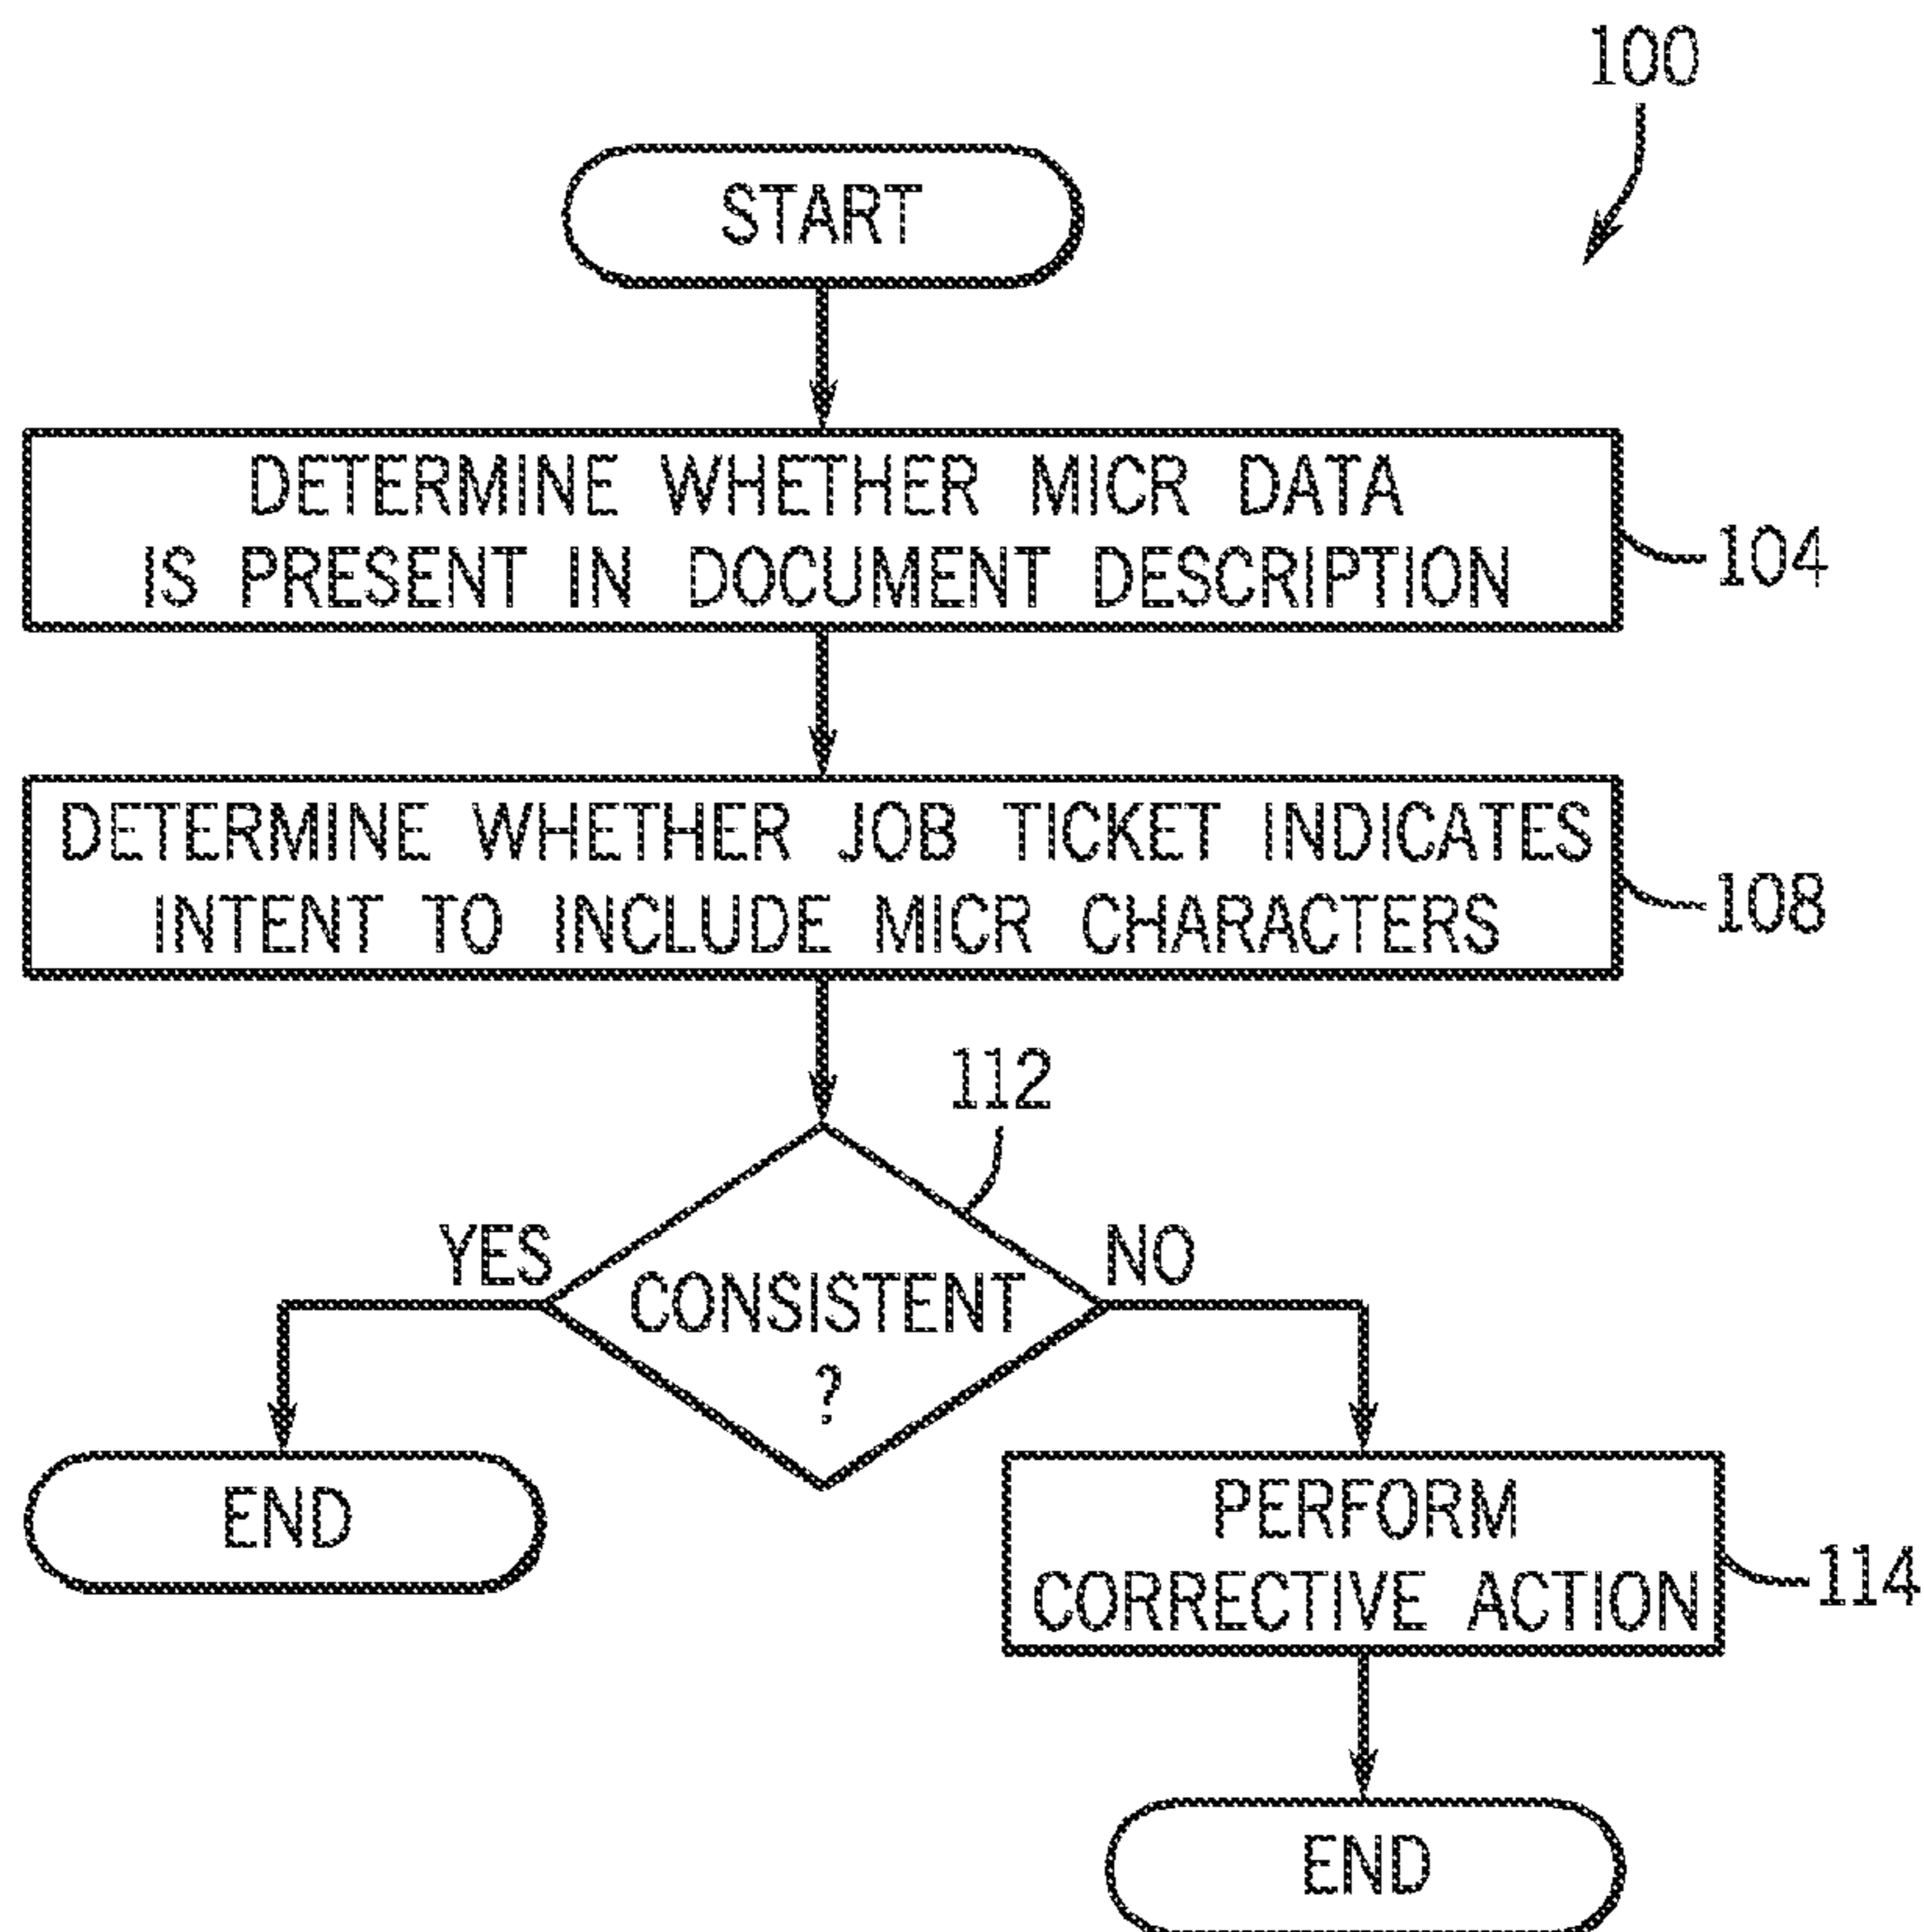 100
START
DETERMINE WHETHER MICR DATA
IS PRESENT IN DOCUMENT DESCRIPTION
104
DETERMINE WHETHER JOB TICKET INDICATES
INTENT TO INCLUDE MICR CHARACTERS
108
112
YES
NO
CONSISTENT
?
END
PERFORM
CORRECTIVE ACTION
114
END